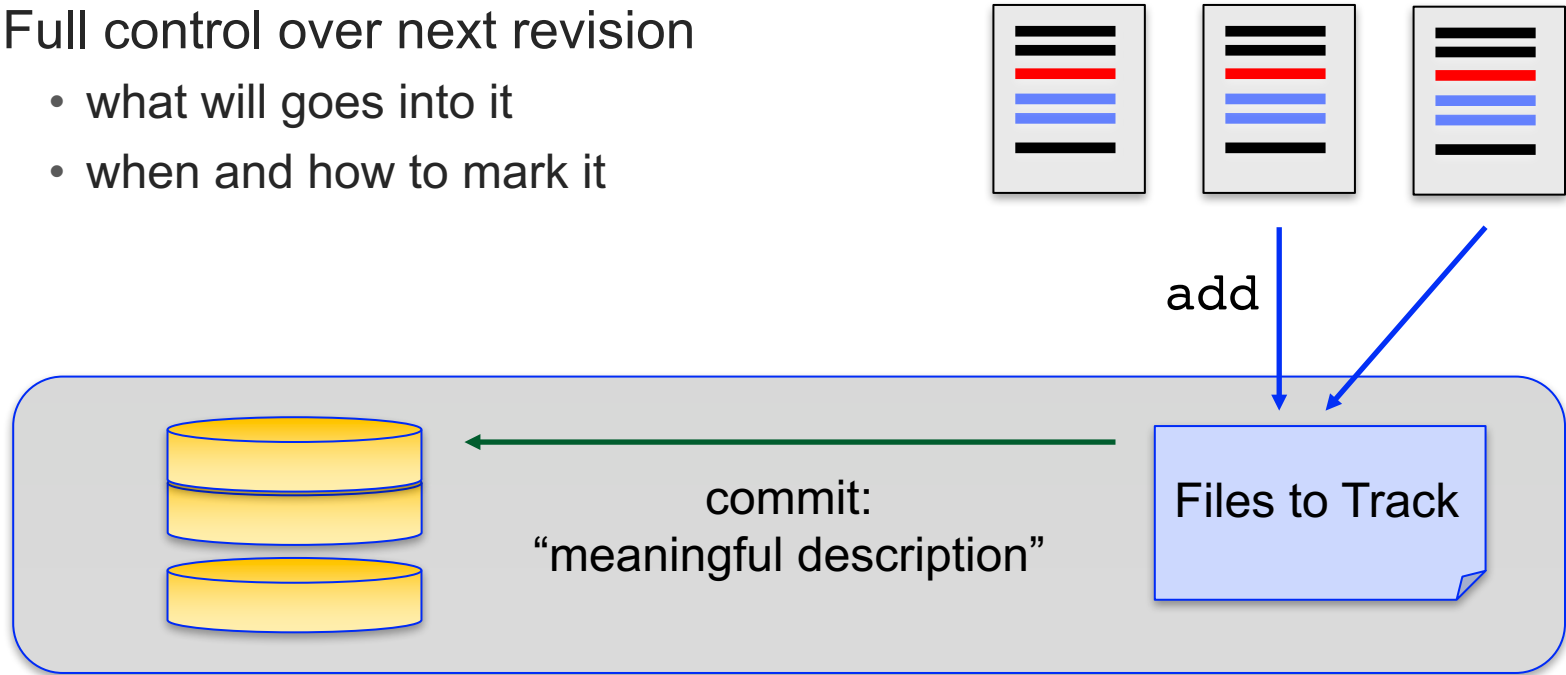 Full control over next revision
• what will goes into it
• when and how to mark it
add
commit:
“meaningful description”
Files to Track